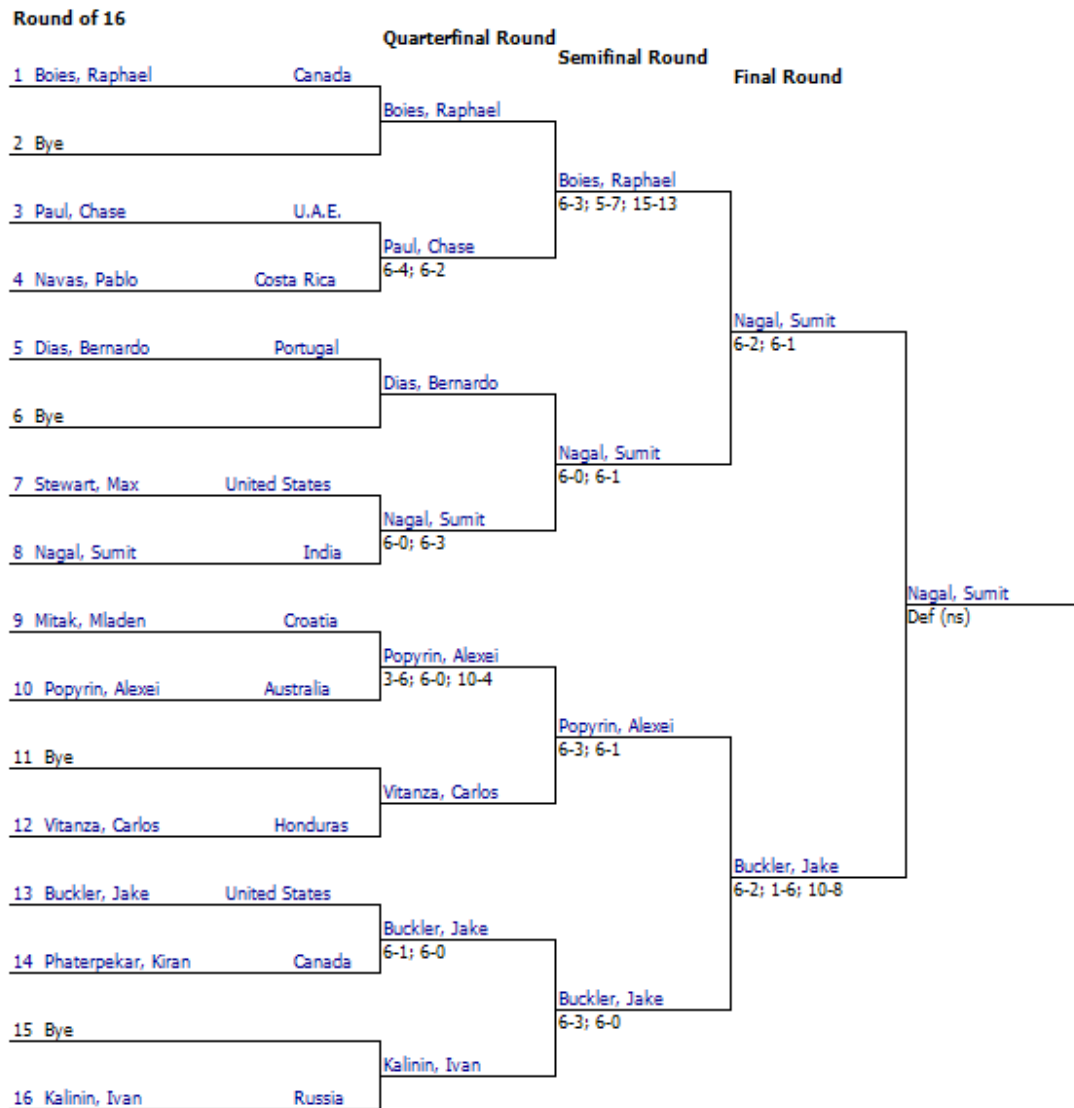 Round of 16
Quarterfinal Round
Semifinal Round
Final Round
1 Boies, Raphael Canada
Boies, Raphael
2 Bye
Boies, Raphael
6-3; 5-7; 15-13
3 Paul, Chase U.A.E.
Paul, Chase
6-4; 6-2
4 Navas, Pablo Costa Rica
Nagal, Sumit
6-2; 6-1
5 Dias, Bernardo Portugal
Dias, Bernardo
6 Bye
Nagal, Sumit
6-0; 6-1
7 Stewart, Max United States
Nagal, Sumit
6-0; 6-3
8 Nagal, Sumit India
Nagal, Sumit
Def (ns)
9 Mitak, Mladen Croatia
Popyrin, Alexei
3-6; 6-0; 10-4
10 Popyrin, Alexei Australia
Popyrin, Alexei
6-3; 6-1
11 Bye
Vitanza, Carlos
12 Vitanza, Carlos Honduras
Buckler, Jake
6-2; 1-6; 10-8
13 Buckler, Jake United States
Buckler, Jake
6-1; 6-0
14 Phaterpekar, Kiran Canada
Buckler, Jake
6-3; 6-0
15 Bye
Kalinin, Ivan
16 Kalinin, Ivan Russia